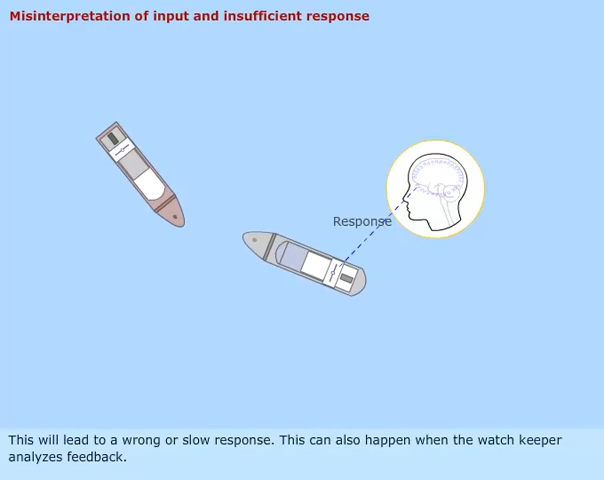 Misinterpretation of input and insufficient response
Response
This will lead to a wrong or slow response. This can also happen when the watch keeper
analyzes feedback.